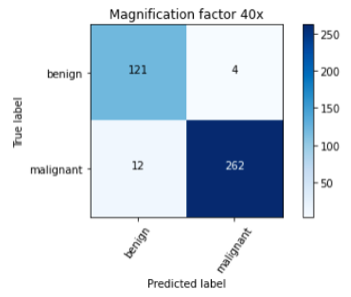 Magnification factor 40x
True label
benign
121
4
malignant
12
262
benign
malignant
Predicted label
250
200
150
100
50